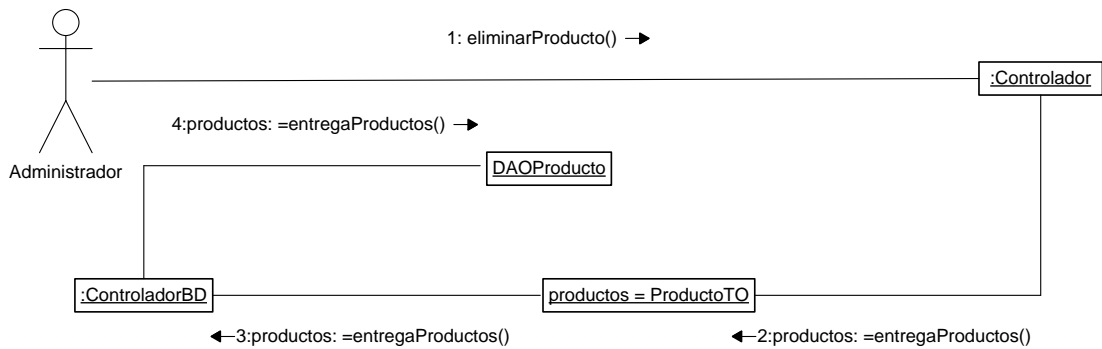 1: eliminarProducto()
:Controlador
4:productos: =entregaProductos()
Administrador
DAOProducto
:ControladorBD
productos = ProductoTO
3:productos: =entregaProductos()
2:productos: =entregaProductos()